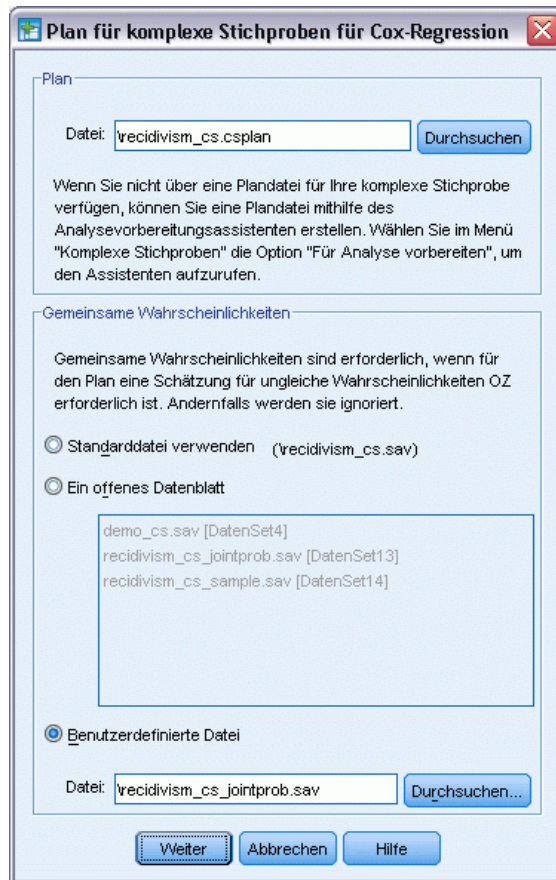 Plan für komplexe Stichproben für Cox-Regression
Plan
Datei: \recidivism_cs.csplan Durchsuchen
Wenn Sie nicht über eine Plandatei für Ihre komplexe Stichprobe
verfügen, können Sie eine Plandatei mithilfe des
Analysevorbereitungsassistenten erstellen. Wählen Sie im Menü
"Komplexe Stichproben" die Option "Für Analyse vorbereiten", um
den Assistenten aufzurufen.
Gemeinsame Wahrscheinlichkeiten
Gemeinsame Wahrscheinlichkeiten sind erforderlich, wenn für
den Plan eine Schätzung für ungleiche Wahrscheinlichkeiten OZ
erforderlich ist. Andernfalls werden sie ignoriert.
Standarddatei verwenden (\recidivism_cs.sav)
Ein offenes Datenblatt
demo_cs.sav [DatenSet4]
recidivism_cs_jointprob.sav [DatenSet13]
recidivism_cs_sample.sav [DatenSet14]
Benutzerdefinierte Datei
Datei: \recidivism_cs_jointprob.sav Durchsuchen...
Weiter Abbrechen Hilfe